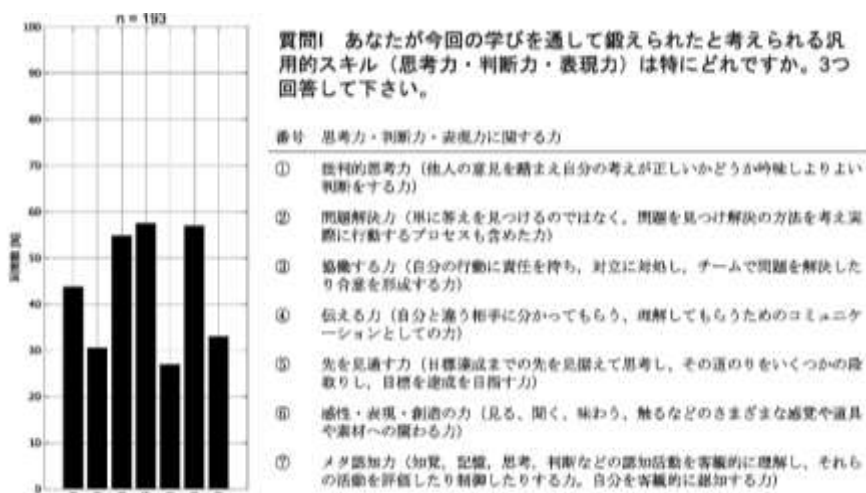 n = 193
100
90
80
70
60
50
40
30
20
10
0
質問I　あなたが今回の学びを通して鍛えられたと考えられる汎
用的スキル（思考力・判断力・表現力）は特にどれですか。3つ
回答して下さい。
番号　思考力・判断力・表現力に関する力
①　批判的思考力（他人の意見を踏まえ自分の考えが正しいかどうか吟味しよりよい
判断をする力）
②　問題解決力（単に答えを見つけるのではなく、問題を見つけ解決の方法を考え実
際に行動するプロセスも含めた力）
③　協働する力（自分の行動に責任を持ち、対立に対処し、チームで問題を解決した
り合意を形成する力）
④　伝える力（自分と違う相手に分かってもらう、理解してもらうためのコミュニケ
ーションとしての力）
⑤　先を見通す力（目標達成までの先を見据えて思考し、その道のりをいくつかの段
取りし、目標を達成を目指す力）
⑥　感性・表現・創造の力（見る、聞く、味わう、触るなどのさまざまな感覚や道具
や素材への関わる力）
⑦　メタ認知力（知覚、記憶、思考、判断などの認知活動を客観的に理解し、それら
の活動を評価したり制御したりする力。自分を客観的に認知する力）